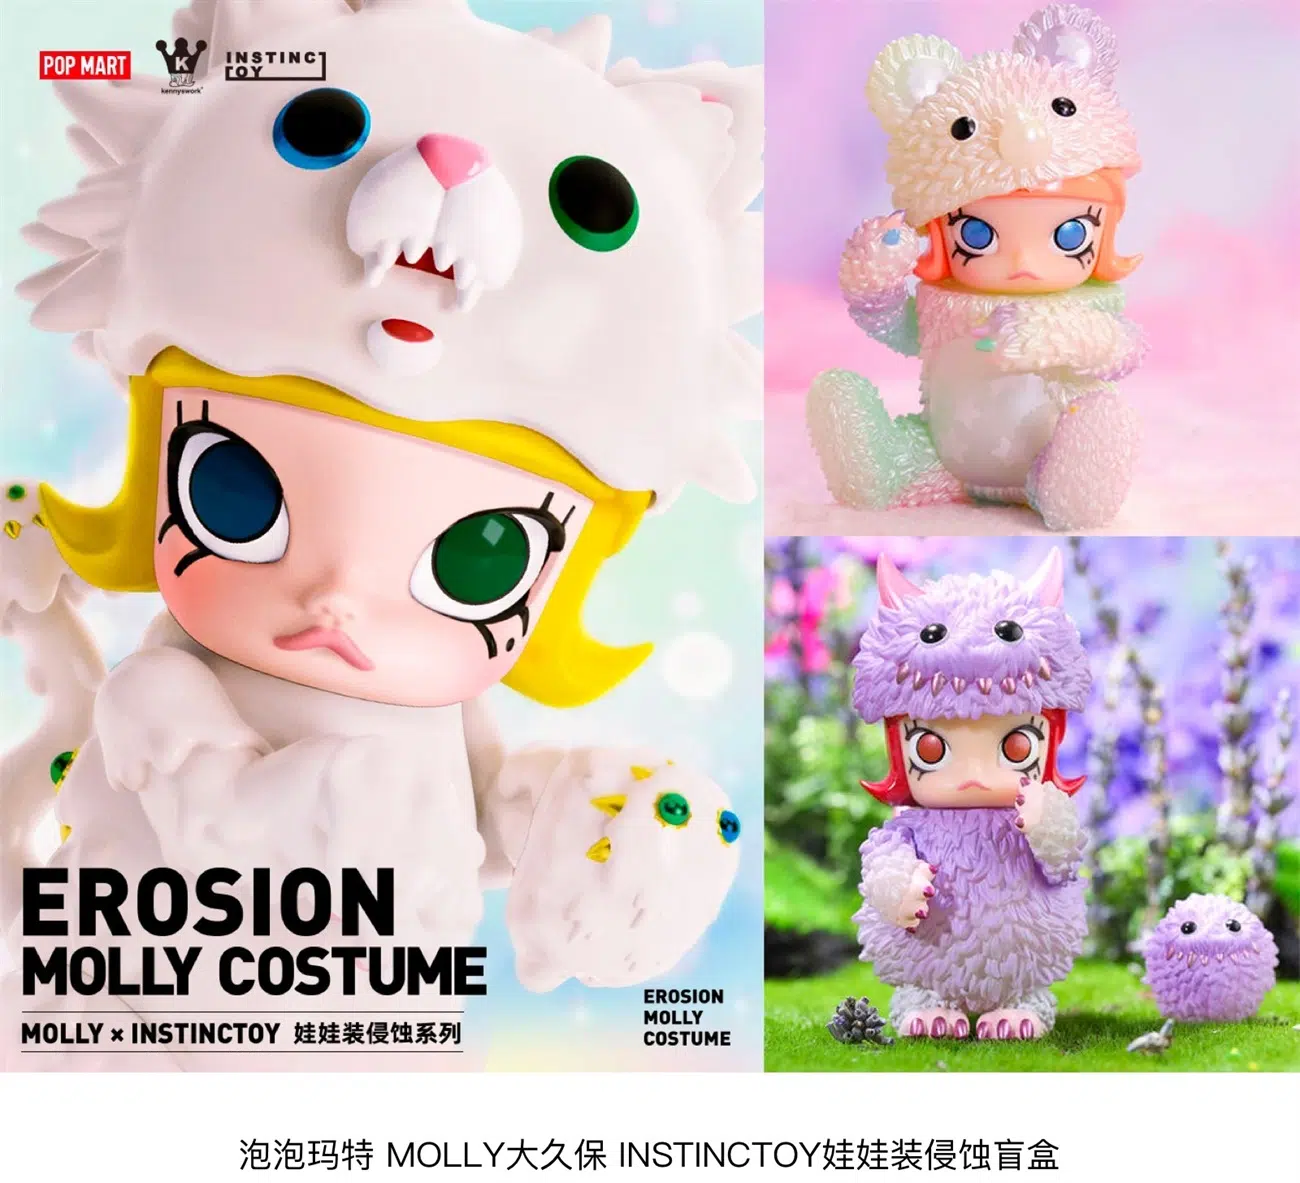 POP MART
K
kennyswork
INSTINC
TOY
EROSION
MOLLY COSTUME
MOLLY × INSTINCTOY 娃娃装侵蚀系列
EROSION
MOLLY
COSTUME
泡泡玛特 MOLLY大久保 INSTINCTOY娃娃装侵蚀盲盒